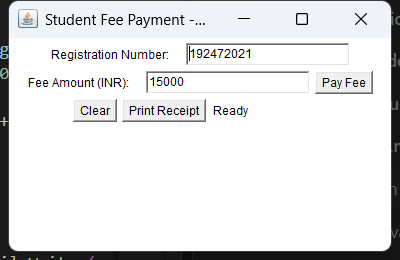 Student Fee Payment -...
Registration Number: 192472021
Fee Amount (INR): 15000 Pay Fee
Clear Print Receipt Ready